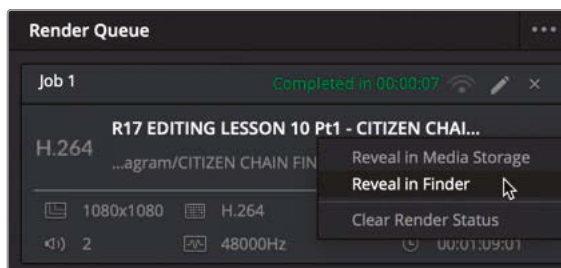 Render Queue
Job 1 Completed in 00:00:07
R17 EDITING LESSON 10 Pt1 - CITIZEN CHAI...
H.264
...agram/CITIZEN CHAIN FIN
Reveal in Media Storage
Reveal in Finder
Clear Render Status
1080x1080 H.264
2 48000Hz 00:01:09:01